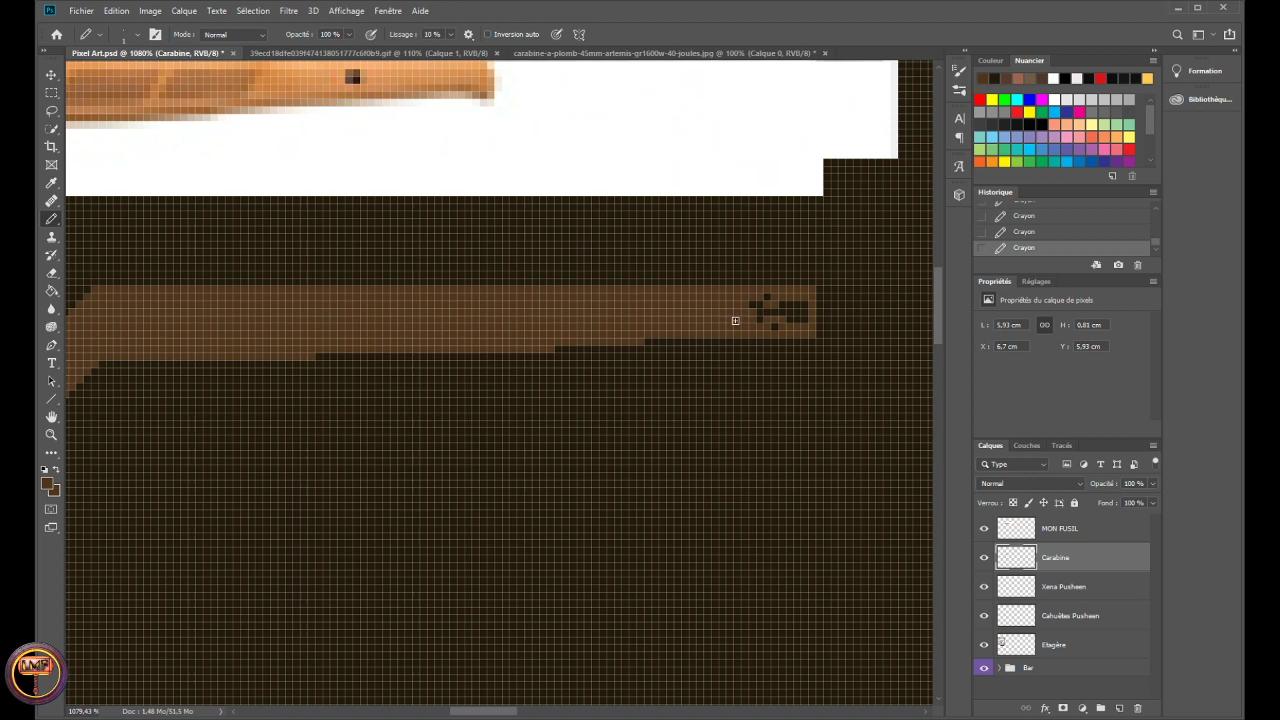 Ps Fichier Edition Image Calque Texte Sélection Filtre 3D Affichage Fenêtre Aide
1 Mode : Normal Opacité : 100 % Lissage : 10 % Inversion auto
Pixel Art.psd @ 1080% (Carabine, RVB/8) * 39ecd18dfe039f474138051f777c6f0b9.gif @ 110% (Calque 1, RVB/8) carabine-a-plomb-45mm-artemis-gr1600w-40-joules.jpg @ 100% (Calque 0, RVB/8) *
Couleur Nuancier
Formation
Bibliothèqu...
Historique
Crayon
Crayon
Crayon
Propriétés Réglages
Propriétés du calque de pixels
L : 5,93 cm H : 0,81 cm
X : 6,7 cm Y : 5,93 cm
Calques Couches Tracés
Type
Normal Opacité : 100 %
Verrou : Fond : 100 %
MON FUSIL
Carabine
Xena Pusheen
Cahuètes Pusheen
Etagère
Bar
fx
LMP
1079,43 % Doc : 1,48 Mo/51,5 Mo